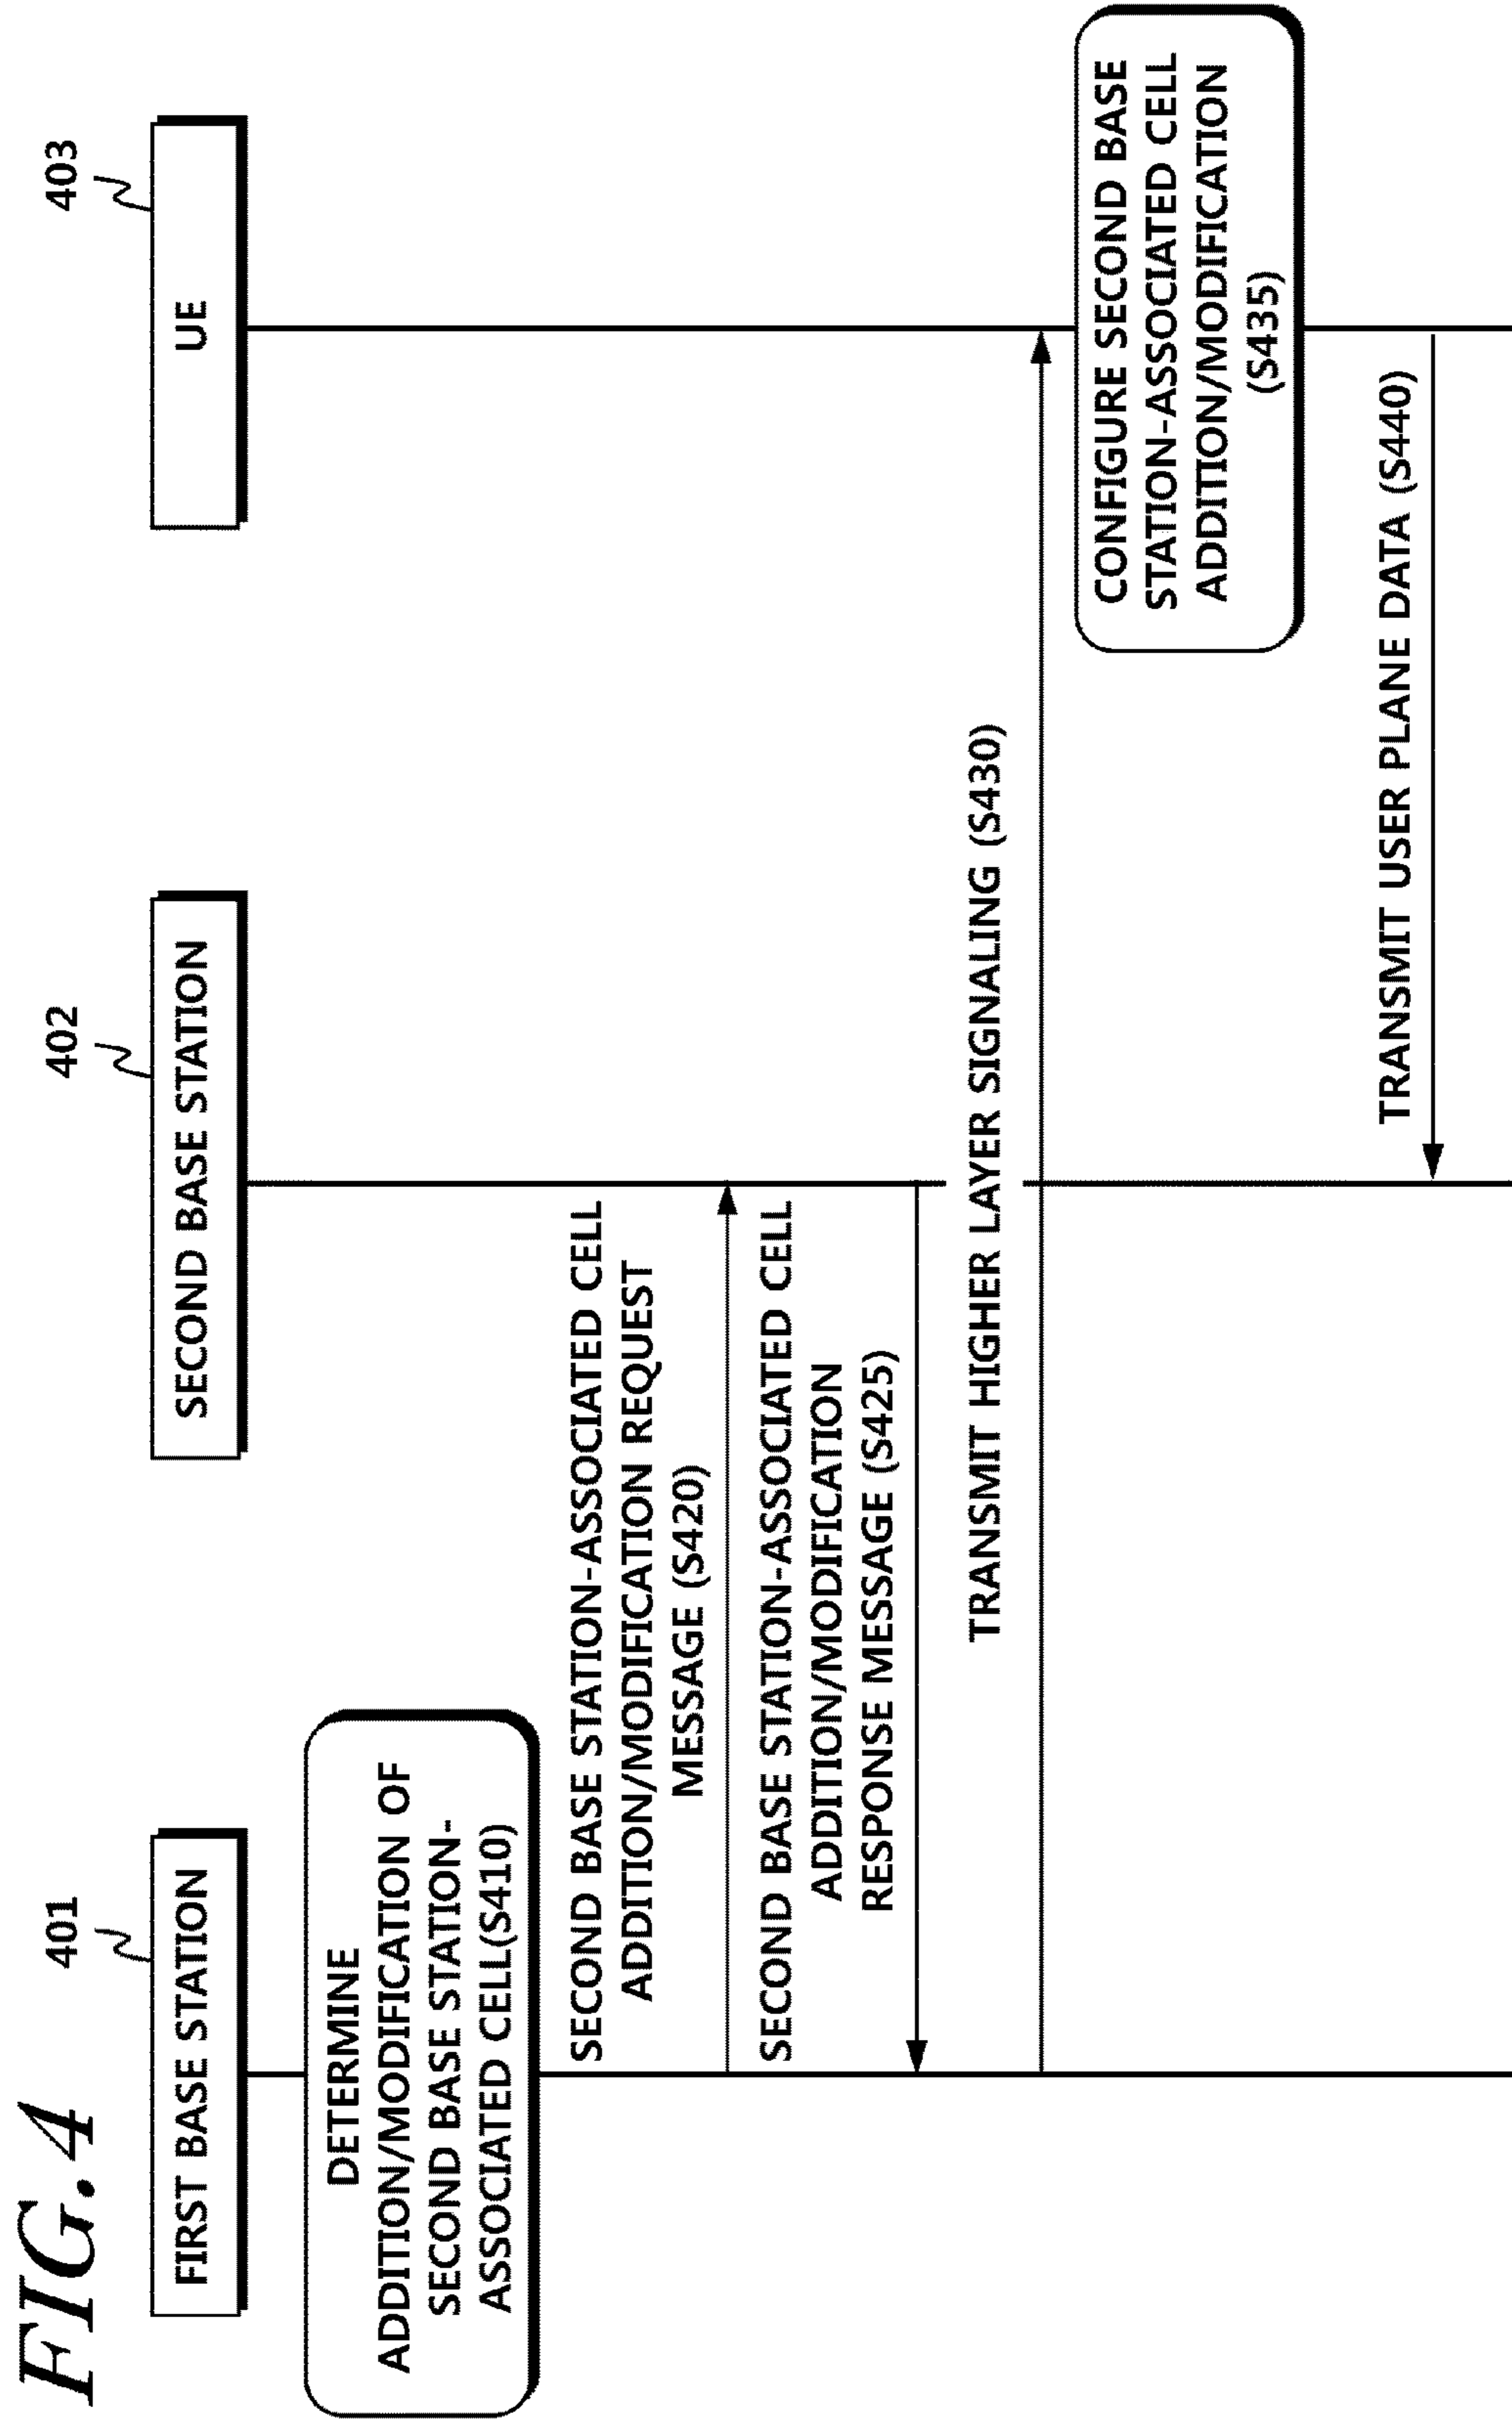 FIG.4
401
402
403
FIRST BASE STATION
SECOND BASE STATION
UE
DETERMINE
ADDITION/MODIFICATION OF
SECOND BASE STATION-
ASSOCIATED CELL(S410)
SECOND BASE STATION-ASSOCIATED CELL
ADDITION/MODIFICATION REQUEST
MESSAGE (S420)
SECOND BASE STATION-ASSOCIATED CELL
ADDITION/MODIFICATION
RESPONSE MESSAGE (S425)
TRANSMIT HIGHER LAYER SIGNALING (S430)
CONFIGURE SECOND BASE
STATION-ASSOCIATED CELL
ADDITION/MODIFICATION
(S435)
TRANSMIT USER PLANE DATA (S440)